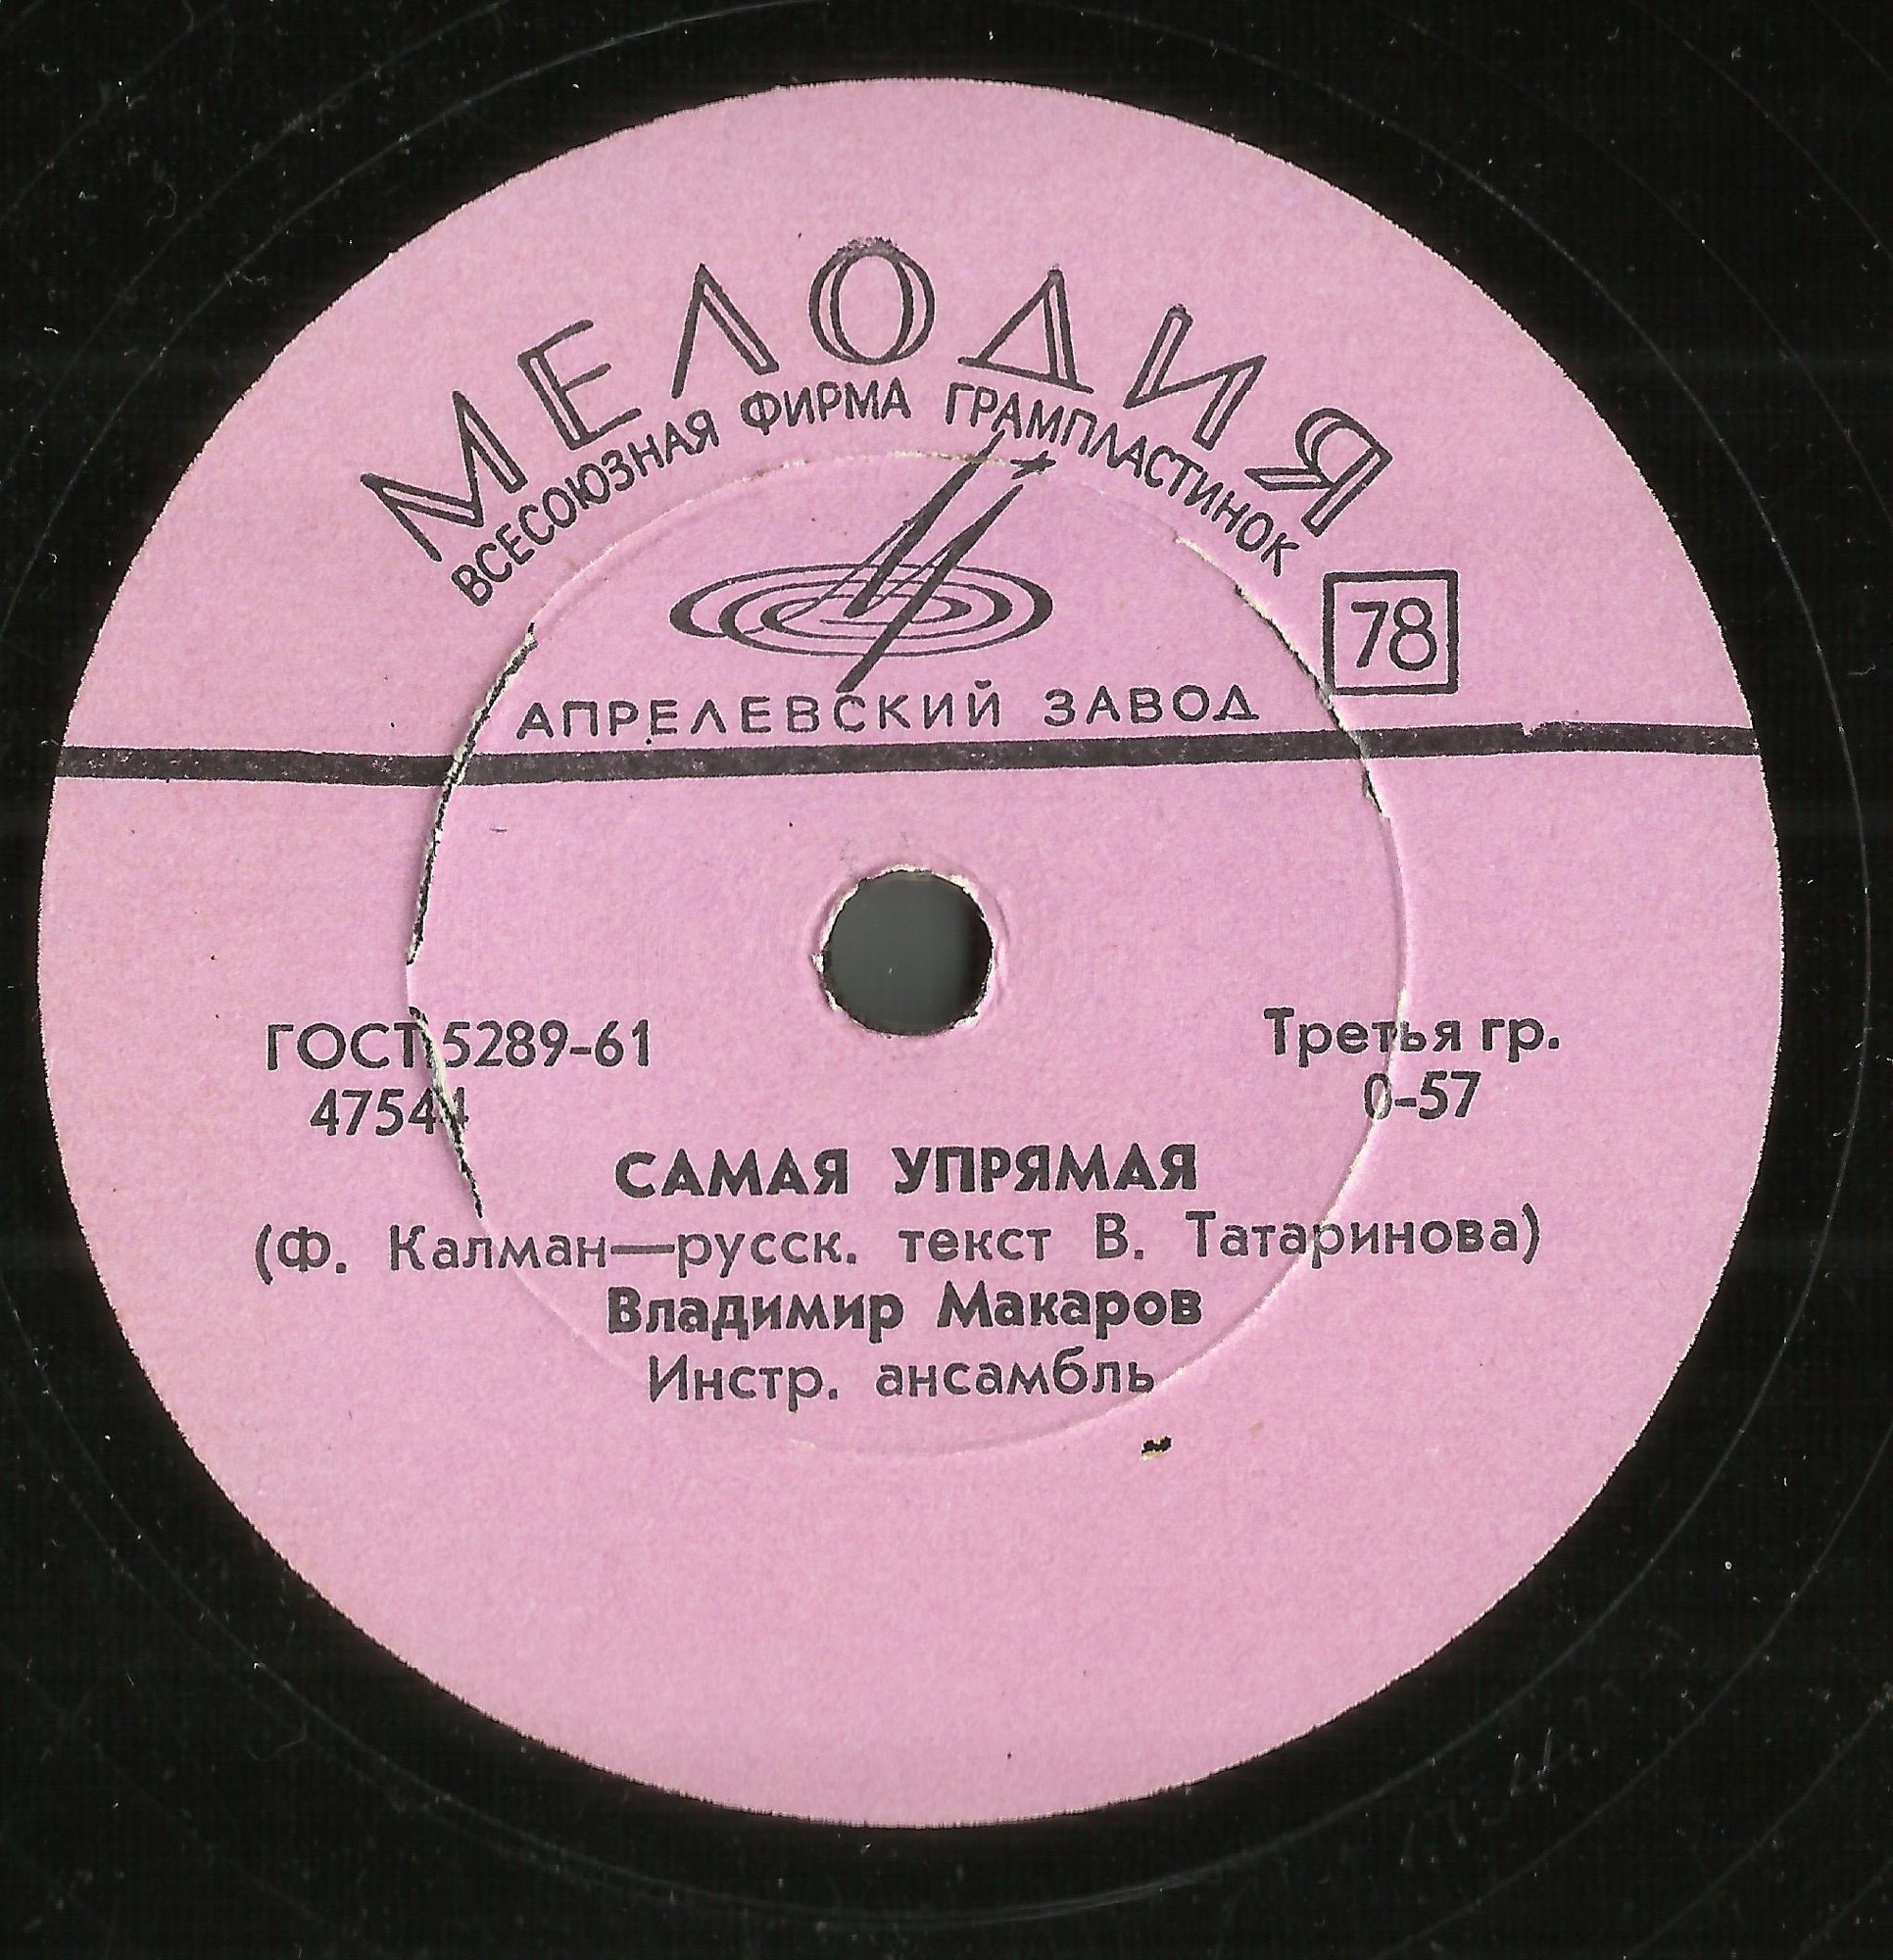 МЕЛОДИЯ
ВСЕСОЮЗНАЯ ФИРМА ГРАМПЛАСТИНОК
78
АПРЕЛЕВСКИЙ ЗАВОД
ГОСТ 5289-61
Третья гр.
47544
0-57
САМАЯ УПРЯМАЯ
(Ф. Калман—русск. текст В. Татаринова)
Владимир Макаров
Инстр. ансамбль